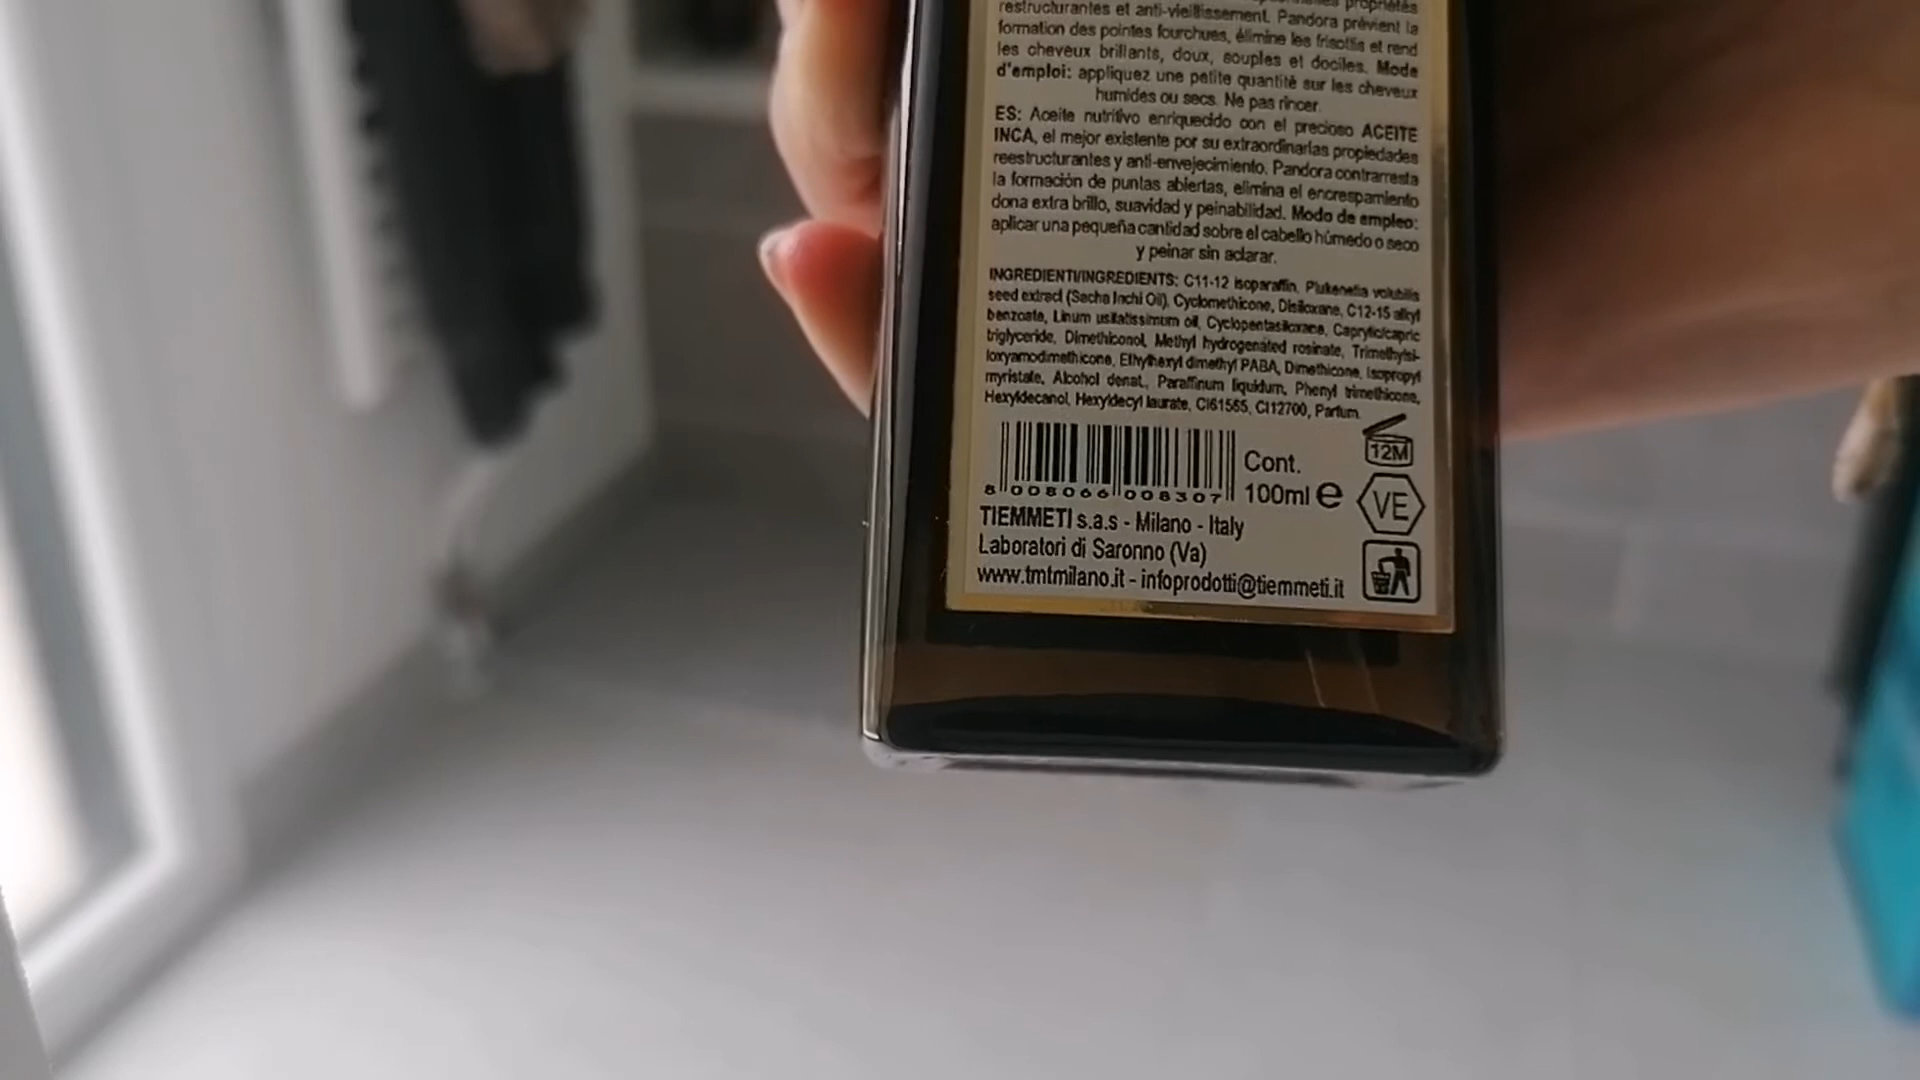 propriétés
restructurantes et anti-vieillissement. Pandora prévient la
formation des pointes fourchues, élimine les frisottis et rend
les cheveux brillants, doux, souples et dociles. Mode
d'emploi: appliquez une petite quantité sur les cheveux
humides ou secs. Ne pas rincer.
ES: Aceite nutritivo enriquecido con el precioso ACEITE
INCA, el mejor existente por su extraordinarias propiedades
reestructurantes y anti-envejecimiento. Pandora contrarresta
la formación de puntas abiertas, elimina el encrespamiento
dona extra brillo, suavidad y peinabilidad. Modo de empleo:
aplicar una pequeña cantidad sobre el cabello húmedo o seco
y peinar sin aclarar.
INGREDIENTI/INGREDIENTS: C11-12 isoparaffin, Plukenetia volubilis
seed extract (Sacha Inchi Oil), Cyclomethicone, Disiloxane, C12-15 alkyl
benzoate, Linum usitatissimum oil, Cyclopentasiloxane, Caprylic/capric
triglyceride, Dimethiconol, Methyl hydrogenated rosinate, Trimethylsi-
loxyamodimethicone, Ethylhexyl dimethyl PABA, Dimethicone, Isopropyl
myristate, Alcohol denat., Paraffinum liquidum, Phenyl trimethicone,
Hexyldecanol, Hexyldecyl laurate, CI61565, CI12700, Parfum.
12M
Cont.
100ml e
8 008066 008307
VE
TIEMMETI s.a.s - Milano - Italy
Laboratori di Saronno (Va)
www.tmtmilano.it - infoprodotti@tiemmeti.it